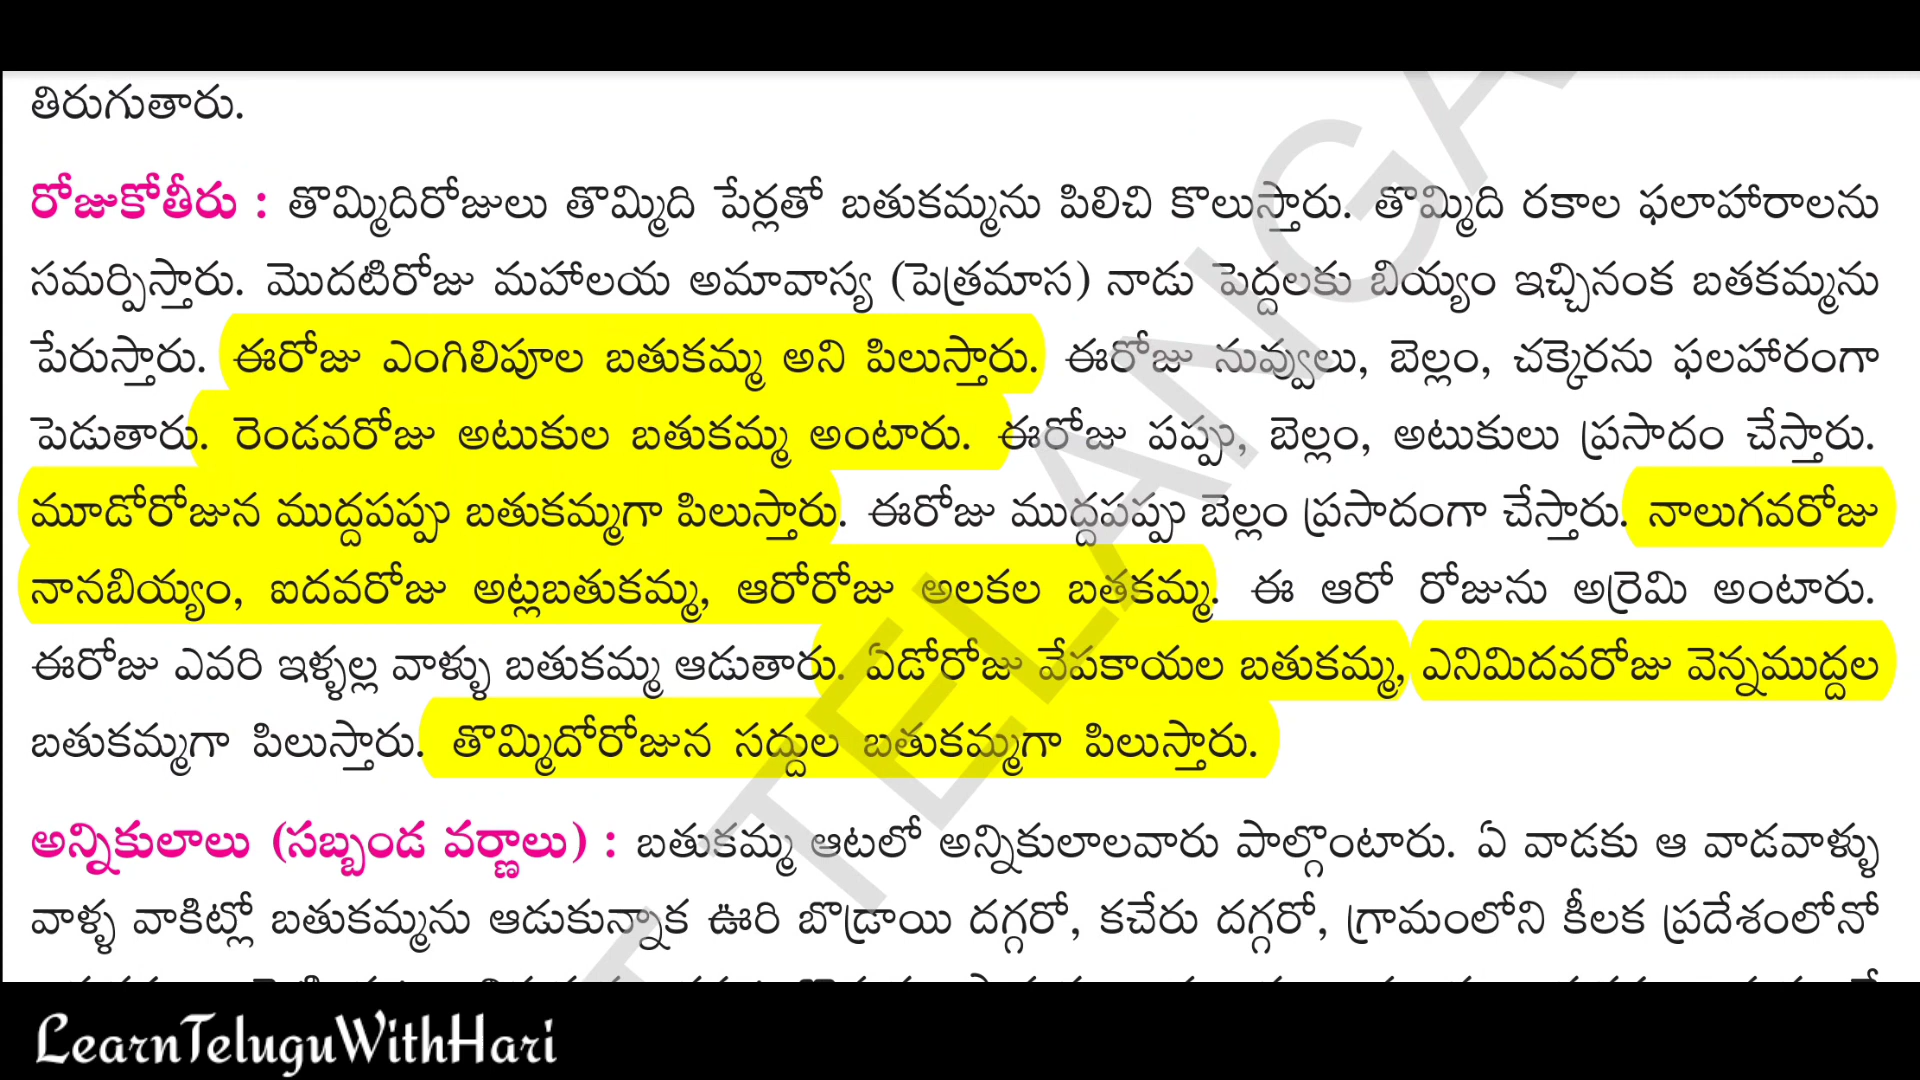 తిరుగుతారు.
రోజుకోతీరు : తొమ్మిదిరోజులు తొమ్మిది పేర్లతో బతుకమ్మను పిలిచి కొలుస్తారు. తొమ్మిది రకాల ఫలాహారాలను
సమర్పిస్తారు. మొదటిరోజు మహాలయ అమావాస్య (పెత్రమాస) నాడు పెద్దలకు బియ్యం ఇచ్చినంక బతకమ్మను
పేరుస్తారు. ఈరోజు ఎంగిలిపూల బతుకమ్మ అని పిలుస్తారు. ఈరోజు నువ్వులు, బెల్లం, చక్కెరను ఫలహారంగా
పెడుతారు. రెండవరోజు అటుకుల బతుకమ్మ అంటారు. ఈరోజు పప్పు, బెల్లం, అటుకులు ప్రసాదం చేస్తారు.
మూడోరోజున ముద్దపప్పు బతుకమ్మగా పిలుస్తారు. ఈరోజు ముద్దపప్పు బెల్లం ప్రసాదంగా చేస్తారు. నాలుగవరోజు
నానబియ్యం, ఐదవరోజు అట్లబతుకమ్మ, ఆరోరోజు అలకల బతకమ్మ. ఈ ఆరో రోజును అర్రెమి అంటారు.
ఈరోజు ఎవరి ఇళ్ళల్ల వాళ్ళు బతుకమ్మ ఆడుతారు. ఏడోరోజు వేపకాయల బతుకమ్మ, ఎనిమిదవరోజు వెన్నముద్దల
బతుకమ్మగా పిలుస్తారు. తొమ్మిదోరోజున సద్దుల బతుకమ్మగా పిలుస్తారు.
అన్నికులాలు (సబ్బండ వర్ణాలు) : బతుకమ్మ ఆటలో అన్నికులాలవారు పాల్గొంటారు. ఏ వాడకు ఆ వాడవాళ్ళు
వాళ్ళ వాకిట్లో బతుకమ్మను ఆడుకున్నాక ఊరి బొడ్రాయి దగ్గరో, కచేరు దగ్గరో, గ్రామంలోని కీలక ప్రదేశంలోనో
T TELANGA
LearnTeluguWithHari